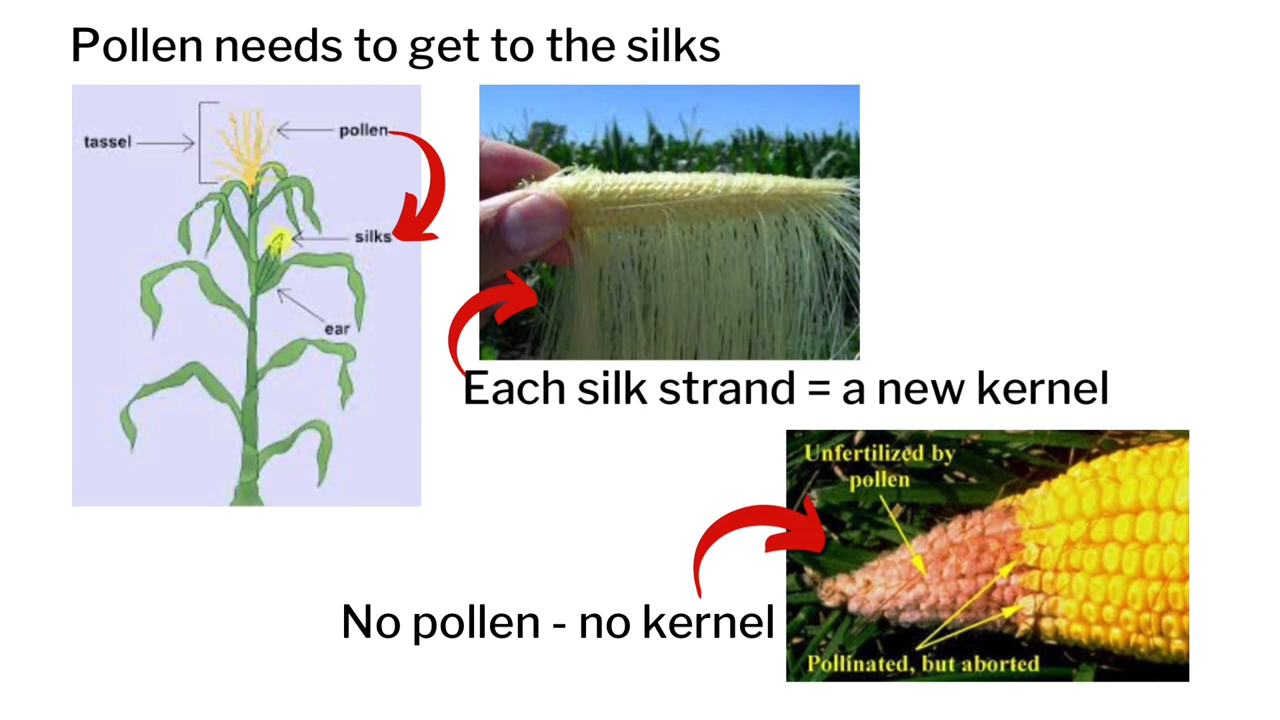 Pollen needs to get to the silks
tassel
pollen
silks
ear
Each silk strand = a new kernel
Unfertilized by
pollen
No pollen - no kernel
Pollinated, but aborted